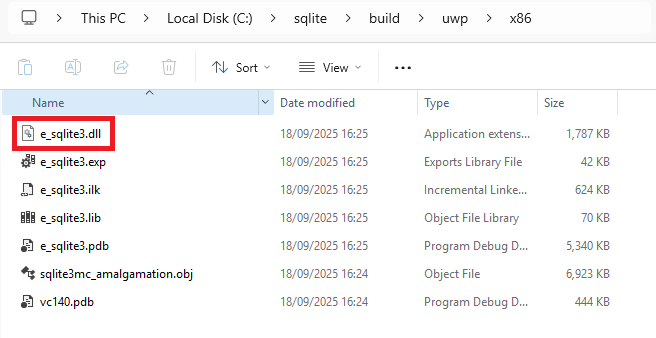 This PC > Local Disk (C:) > sqlite > build > uwp > x86
Sort View ...
Name Date modified Type Size
e_sqlite3.dll 18/09/2025 16:25 Application extens... 1,787 KB
e_sqlite3.exp 18/09/2025 16:25 Exports Library File 42 KB
e_sqlite3.ilk 18/09/2025 16:25 Incremental Linke... 624 KB
e_sqlite3.lib 18/09/2025 16:25 Object File Library 70 KB
e_sqlite3.pdb 18/09/2025 16:25 Program Debug D... 5,340 KB
sqlite3mc_amalgamation.obj 18/09/2025 16:24 Object File 6,923 KB
vc140.pdb 18/09/2025 16:24 Program Debug D... 444 KB